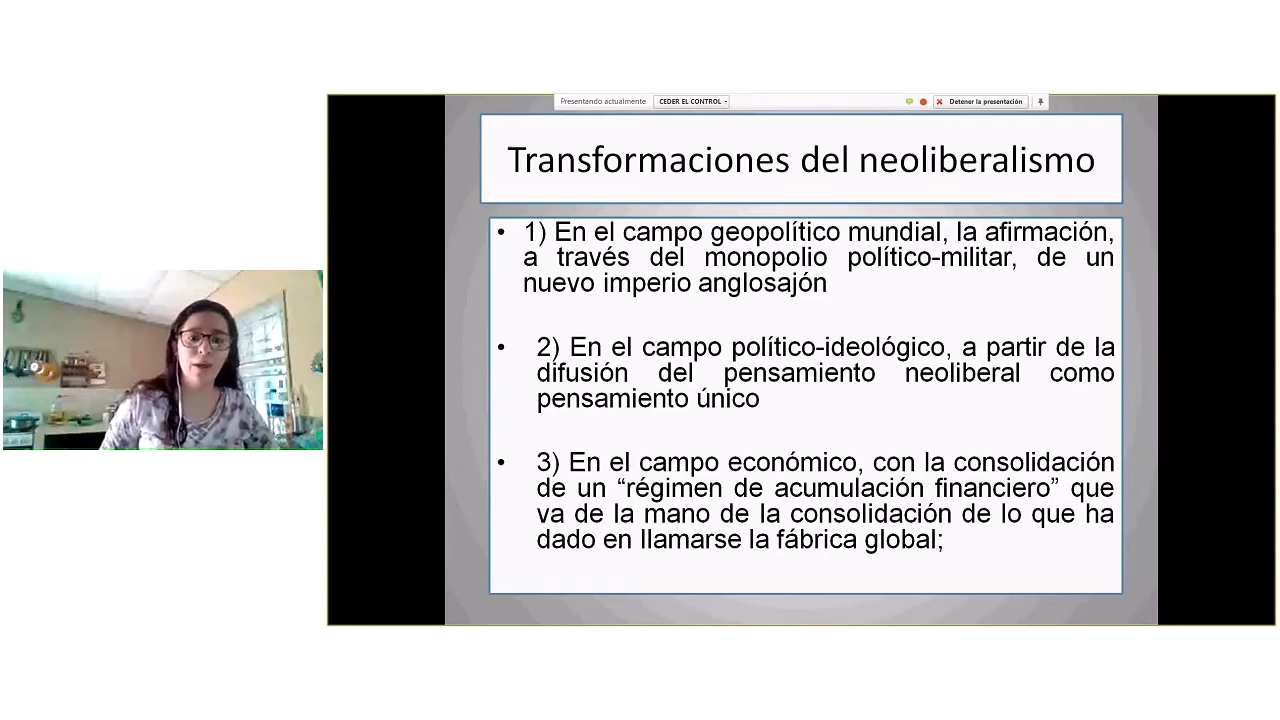 Presentando actualmente CEDER EL CONTROL Detener la presentación
Transformaciones del neoliberalismo
• 1) En el campo geopolítico mundial, la afirmación,
a través del monopolio político-militar, de un
nuevo imperio anglosajón
• 2) En el campo político-ideológico, a partir de la
difusión del pensamiento neoliberal como
pensamiento único
• 3) En el campo económico, con la consolidación
de un “régimen de acumulación financiero” que
va de la mano de la consolidación de lo que ha
dado en llamarse la fábrica global;